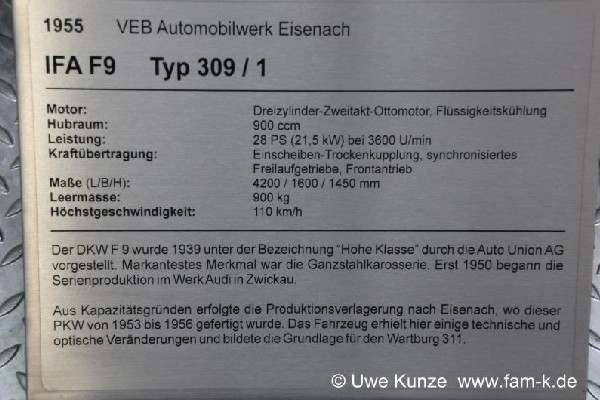 1955 VEB Automobilwerk Eisenach
IFA F9 Typ 309 / 1
Motor: Dreizylinder-Zweitakt-Ottomotor, Flüssigkeitskühlung
Hubraum: 900 ccm
Leistung: 28 PS (21,5 kW) bei 3600 U/min
Kraftübertragung: Einscheiben-Trockenkupplung, synchronisiertes
Freilaufgetriebe, Frontantrieb
Maße (L/B/H): 4200 / 1600 / 1450 mm
Leermasse: 900 kg
Höchstgeschwindigkeit: 110 km/h
Der DKW F 9 wurde 1939 unter der Bezeichnung "Hohe Klasse" durch die Auto Union AG
vorgestellt. Markantestes Merkmal war die Ganzstahlkarosserie. Erst 1950 begann die
Serienproduktion im Werk Audi in Zwickau.
Aus Kapazitätsgründen erfolgte die Produktionsverlagerung nach Eisenach, wo dieser
PKW von 1953 bis 1956 gefertigt wurde. Das Fahrzeug erhielt hier einige technische und
optische Veränderungen und bildete die Grundlage für den Wartburg 311.
© Uwe Kunze www.fam-k.de